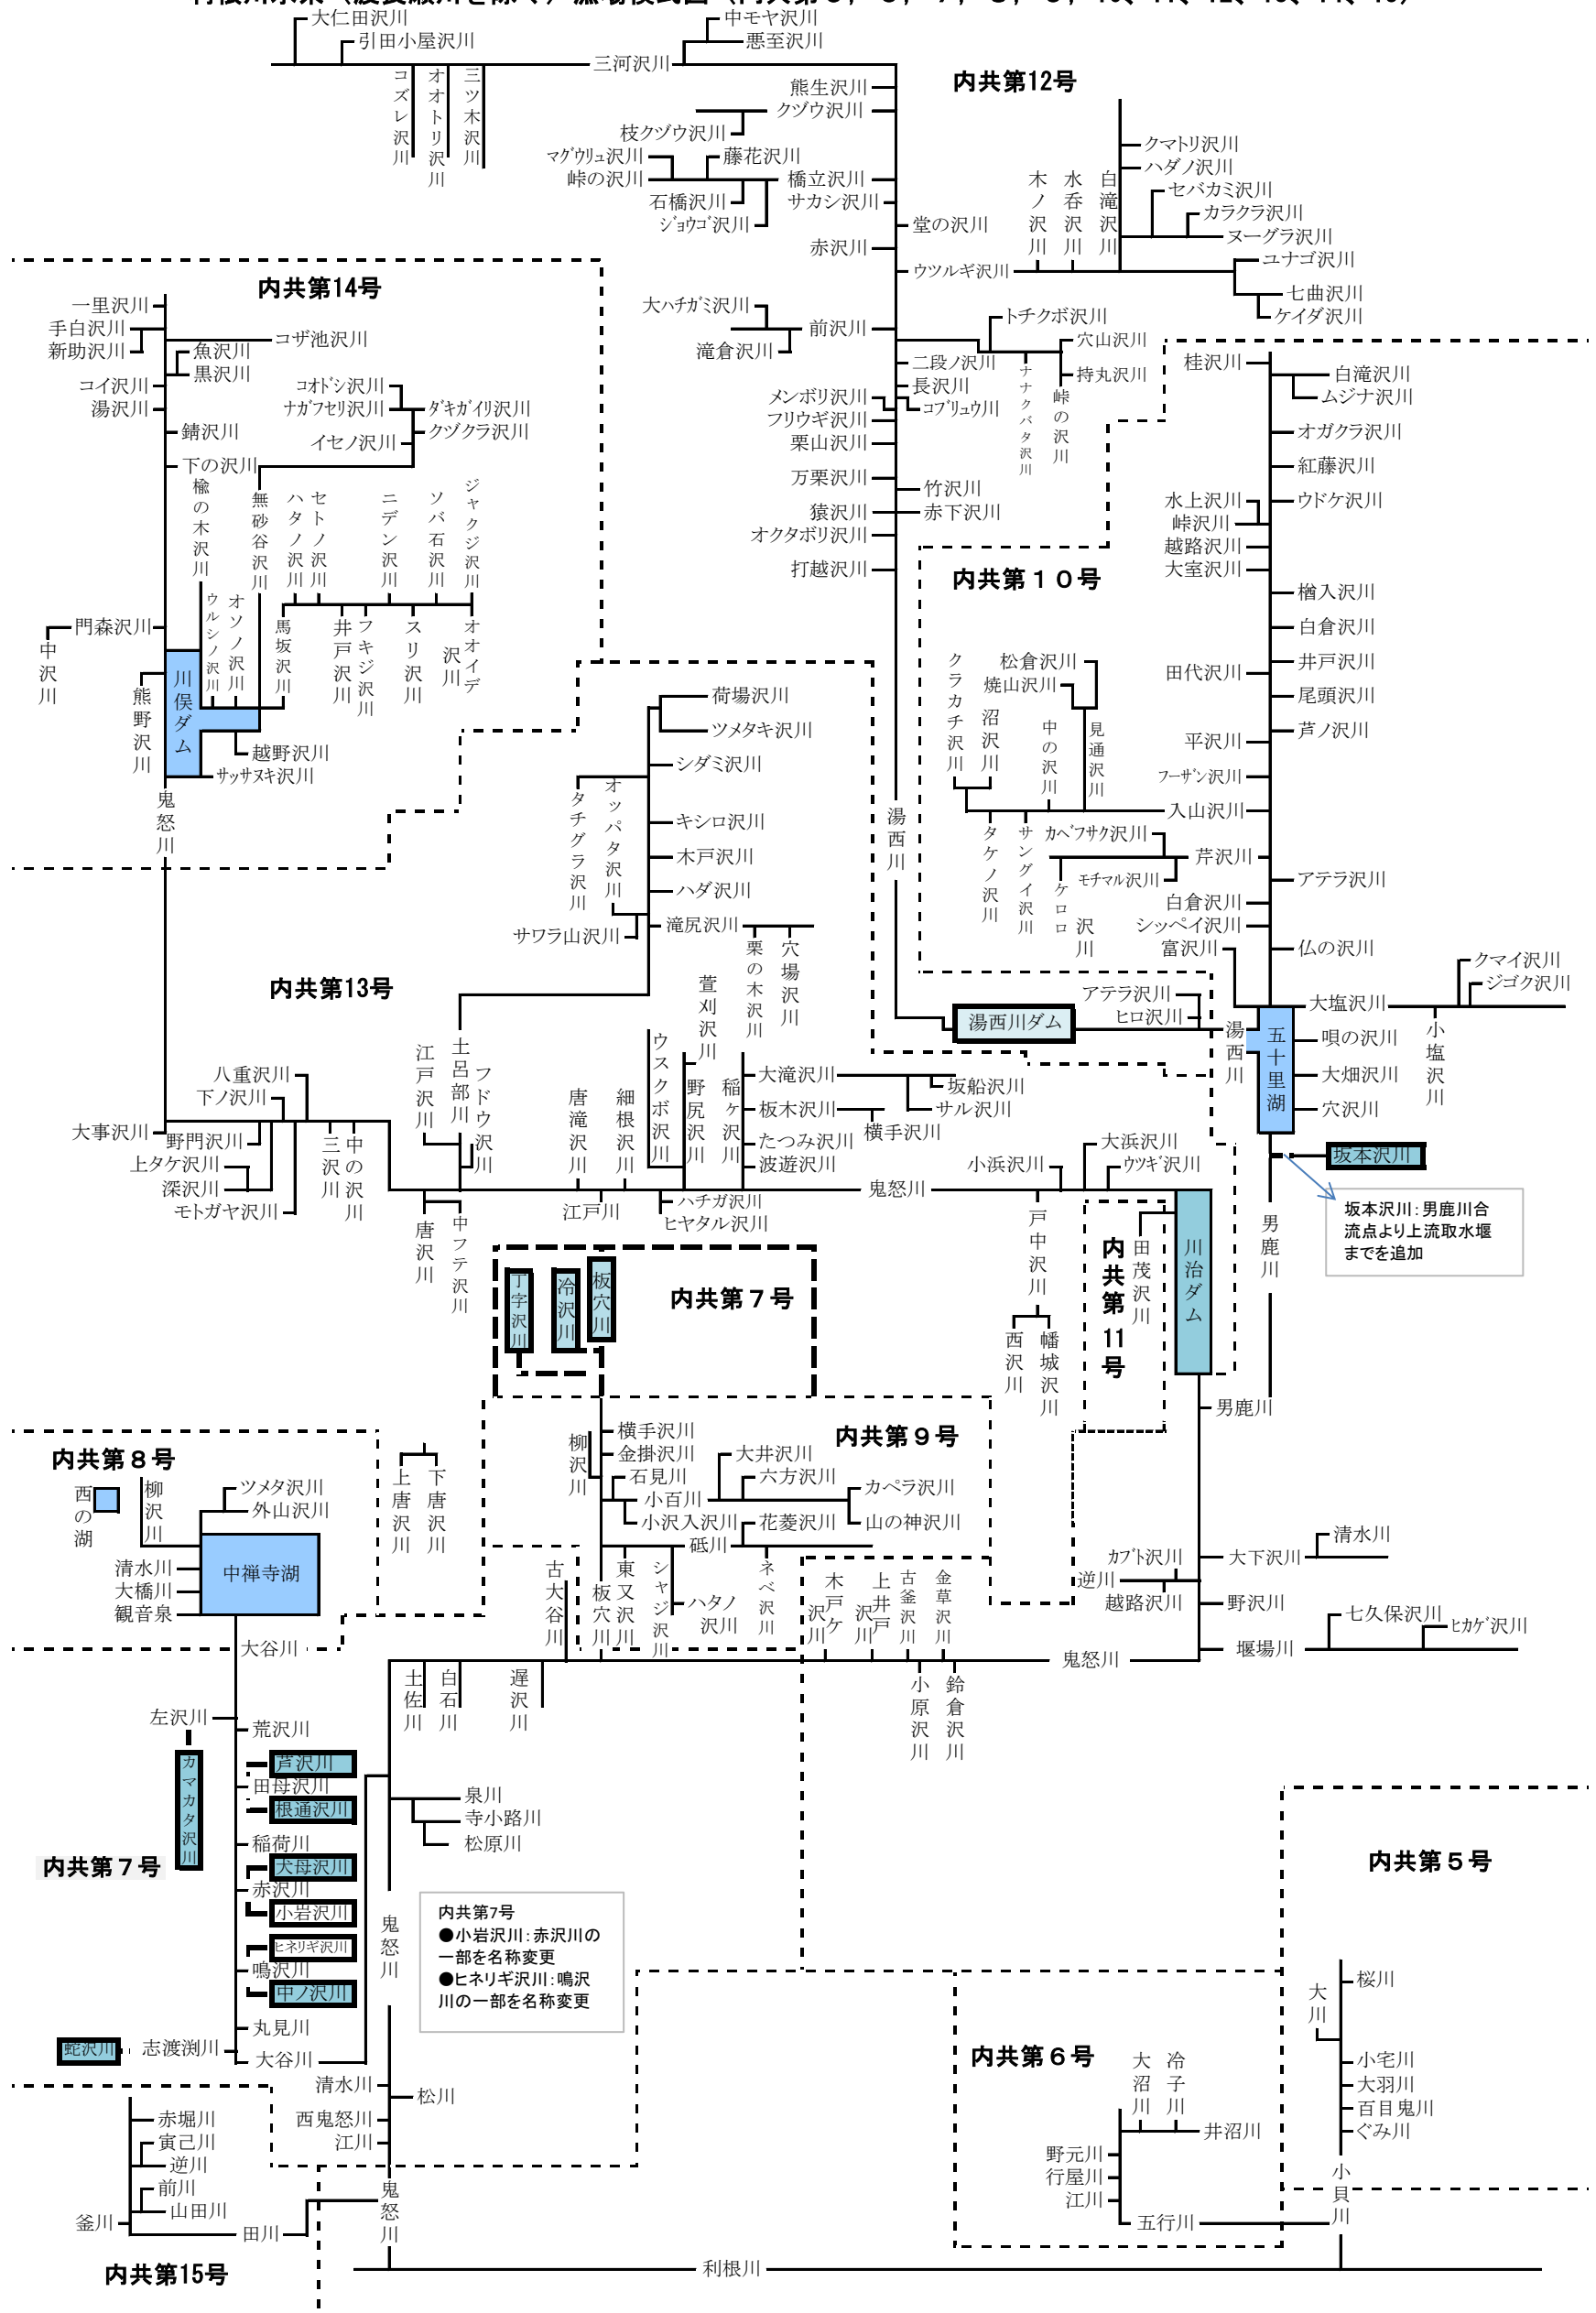 大仁田沢川
引田小屋沢川
中モヤ沢川
悪至沢川
三河沢川
コズレ沢川
オオトリ沢川
三ツ木沢川
内共第12号
熊生沢川
クヅウ沢川
枝クヅウ沢川
マグウリュ沢川
藤花沢川
峠の沢川
橋立沢川
石橋沢川
サカシ沢川
ジョウゴ沢川
堂の沢川
赤沢川
ウツルギ沢川
木ノ沢川
水呑沢川
白滝沢川
クマトリ沢川
ハダノ沢川
セバカミ沢川
カラクラ沢川
ヌーグラ沢川
ユナゴ沢川
七曲川
ケイダ沢川
大ハチガミ沢川
前沢川
滝倉沢川
トチクボ沢川
穴山沢川
二段ノ沢川
持丸沢川
長沢川
ナナクバタ沢川
峠の沢川
メンボリ沢川
コブリュウ川
フリウギ沢川
栗山沢川
万栗沢川
竹沢川
猿沢川
赤下沢川
オクタボリ沢川
打越沢川
湯西川
内共第14号
一里沢川
手白沢川
新助沢川
コザ池沢川
魚沢川
黒沢川
コイ沢川
湯沢川
コオドシ沢川
ナガフセリ沢川
ダキガイリ沢川
クヅクラ沢川
イセノ沢川
錆沢川
下の沢川
楡の木沢川
無砂谷沢川
ハタノ沢川
セトノ沢川
ニデン沢川
ソバ石沢川
ジャクジ沢川
ウルシノ沢川
オソノ沢川
馬坂沢川
井戸沢川
フキジ沢川
スリ沢川
オオイデ沢川
門森沢川
中沢川
熊野沢川
川俣ダム
越野沢川
サッサヌキ沢川
鬼怒川
内共第10号
桂沢川
白滝沢川
ムジナ沢川
オガクラ沢川
紅藤沢川
水上沢川
ウドケ沢川
峠沢川
越路沢川
大室沢川
楢入沢川
白倉沢川
井戸沢川
田代沢川
尾頭沢川
芦ノ沢川
平沢川
フーザン沢川
入山沢川
クラカチ沢川
沼沢川
松倉沢川
焼山沢川
中の沢川
見通沢川
タケノ沢川
サングイ沢川
カベフサク沢川
芹沢川
モチマル沢川
ケロロ沢川
アテラ沢川
白倉沢川
シッペイ沢川
富沢川
仏の沢川
大塩沢川
クマイ沢川
ジゴク沢川
小塩沢川
アテラ沢川
ヒロ沢川
湯西川ダム
湯西川
五十里湖
唄の沢川
大畑沢川
穴沢川
坂本沢川
坂本沢川：男鹿川合
流点より上流取水堰
までを追加
男鹿川
内共第13号
荷場沢川
ツメタキ沢川
シダミ沢川
タチグラ沢川
オッパタ沢川
キシロ沢川
木戸沢川
ハダ沢川
サワラ山沢川
滝尻沢川
栗の木沢川
穴場沢川
大事沢川
八重沢川
下ノ沢川
野門沢川
上タケ沢川
深沢川
モトガヤ沢川
三沢川
中の沢川
江戸沢川
土呂部川
フドウ沢川
唐沢川
中フテ沢川
唐滝沢川
細根沢川
江戸川
ウスクボ沢川
萱刈沢川
野尻沢川
稲ヶ沢川
ハチガ沢川
ヒヤタル沢川
大滝沢川
坂船沢川
サル沢川
板木沢川
横手沢川
たつみ沢川
波遊沢川
鬼怒川
小浜沢川
大浜沢川
ウツギ沢川
戸中沢川
西沢川
幡城沢川
内共第11号
田茂沢川
川治ダム
男鹿川
内共第７号
丁字沢川
冷沢川
板穴川
内共第９号
柳沢川
横手沢川
金掛沢川
石見川
小百川
大井沢川
六方沢川
カペラ沢川
山の神沢川
小沢入沢川
花菱沢川
砥川
板穴川
東又沢川
シャジ沢川
ハタノ沢川
ネベ沢川
内共第８号
西の湖
柳沢川
ツメタ沢川
外山沢川
清水川
大橋川
観音泉
中禅寺湖
大谷川
上唐沢川
下唐沢川
古大谷川
土佐川
白石川
遅沢川
木戸ケ沢川
上井戸沢川
古釜沢川
金草沢川
小原沢川
鈴倉沢川
鬼怒川
カブト沢川
逆川
越路沢川
大下沢川
清水川
野沢川
堰場川
七久保沢川
ヒカゲ沢川
左沢川
荒沢川
カマカタ沢川
芦沢川
田母沢川
根通沢川
稲荷川
内共第７号
犬母沢川
赤沢川
小岩沢川
ヒネリギ沢川
鳴沢川
中ノ沢川
丸見川
蛇沢川
志渡渕川
大谷川
泉川
寺小路川
松原川
鬼怒川
内共第7号
●小岩沢川：赤沢川の
一部を名称変更
●ヒネリギ沢川：鳴沢
川の一部を名称変更
清水川
松川
西鬼怒川
江川
鬼怒川
赤堀川
寅己川
逆川
前川
山田川
釜川
田川
内共第15号
利根川
内共第５号
大川
桜川
小宅川
大羽川
百目鬼川
ぐみ川
小貝川
内共第６号
大沼川
冷子川
井沼川
野元川
行屋川
江川
五行川